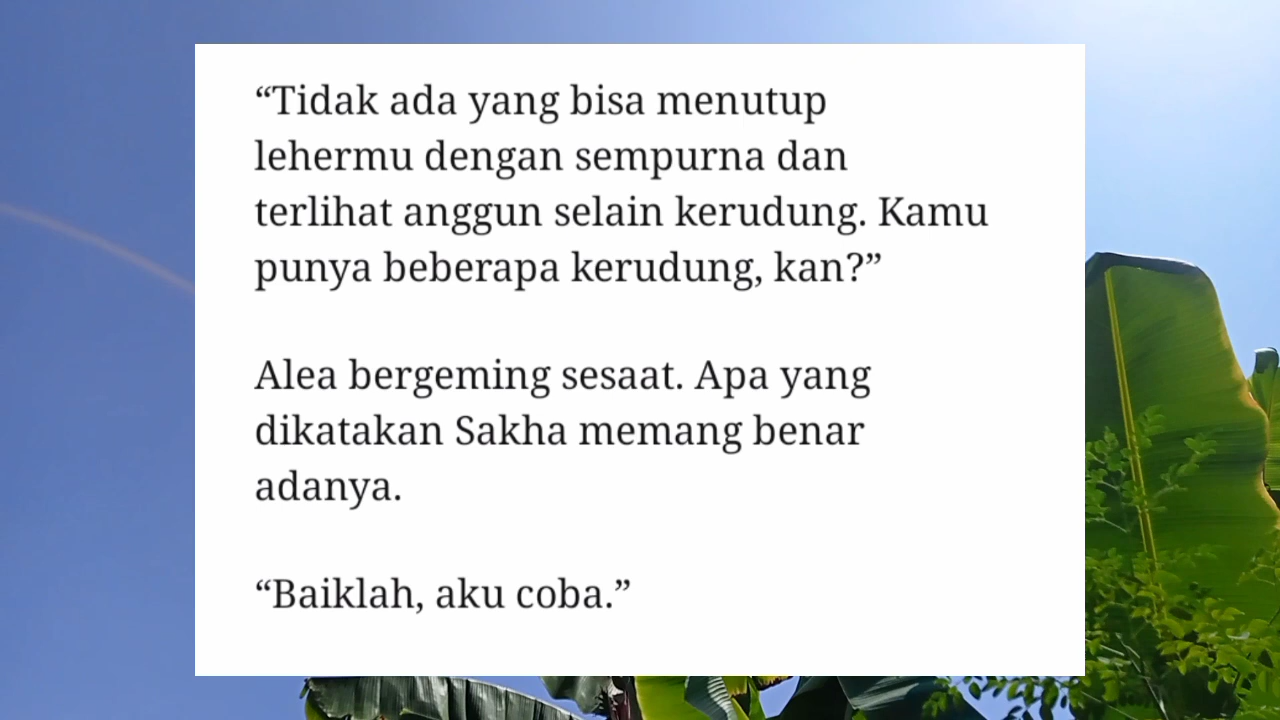 “Tidak ada yang bisa menutup
lehermu dengan sempurna dan
terlihat anggun selain kerudung. Kamu
punya beberapa kerudung, kan?”
Alea bergeming sesaat. Apa yang
dikatakan Sakha memang benar
adanya.
“Baiklah, aku coba.”